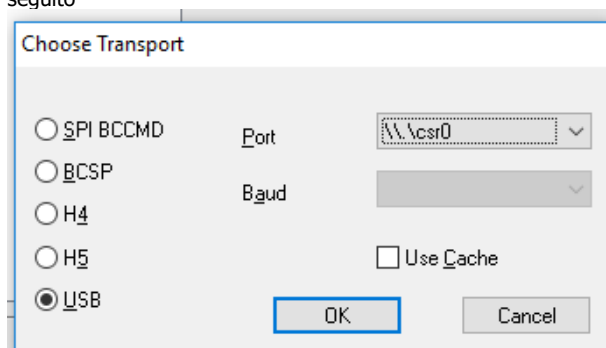 seguito
Choose Transport
SPI BCCMD
Port
\\.\csr0
BCSP
Baud
H4
H5
Use Cache
USB
OK
Cancel